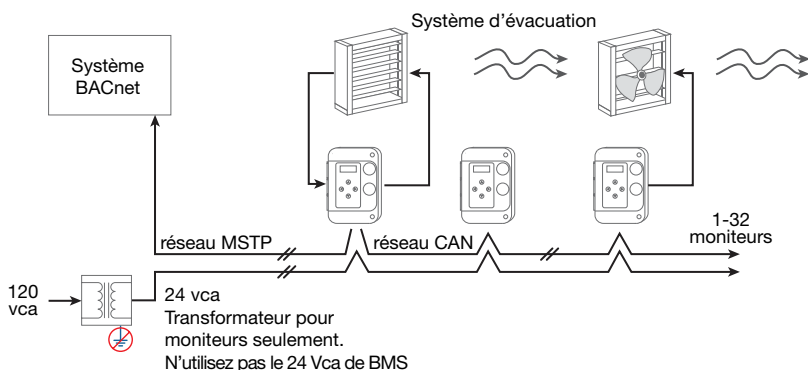 Système d'évacuation
Système
BACnet
réseau MSTP
réseau CAN
1-32
moniteurs
120
vca
24 vca
Transformateur pour
moniteurs seulement.
N'utilisez pas le 24 Vca de BMS